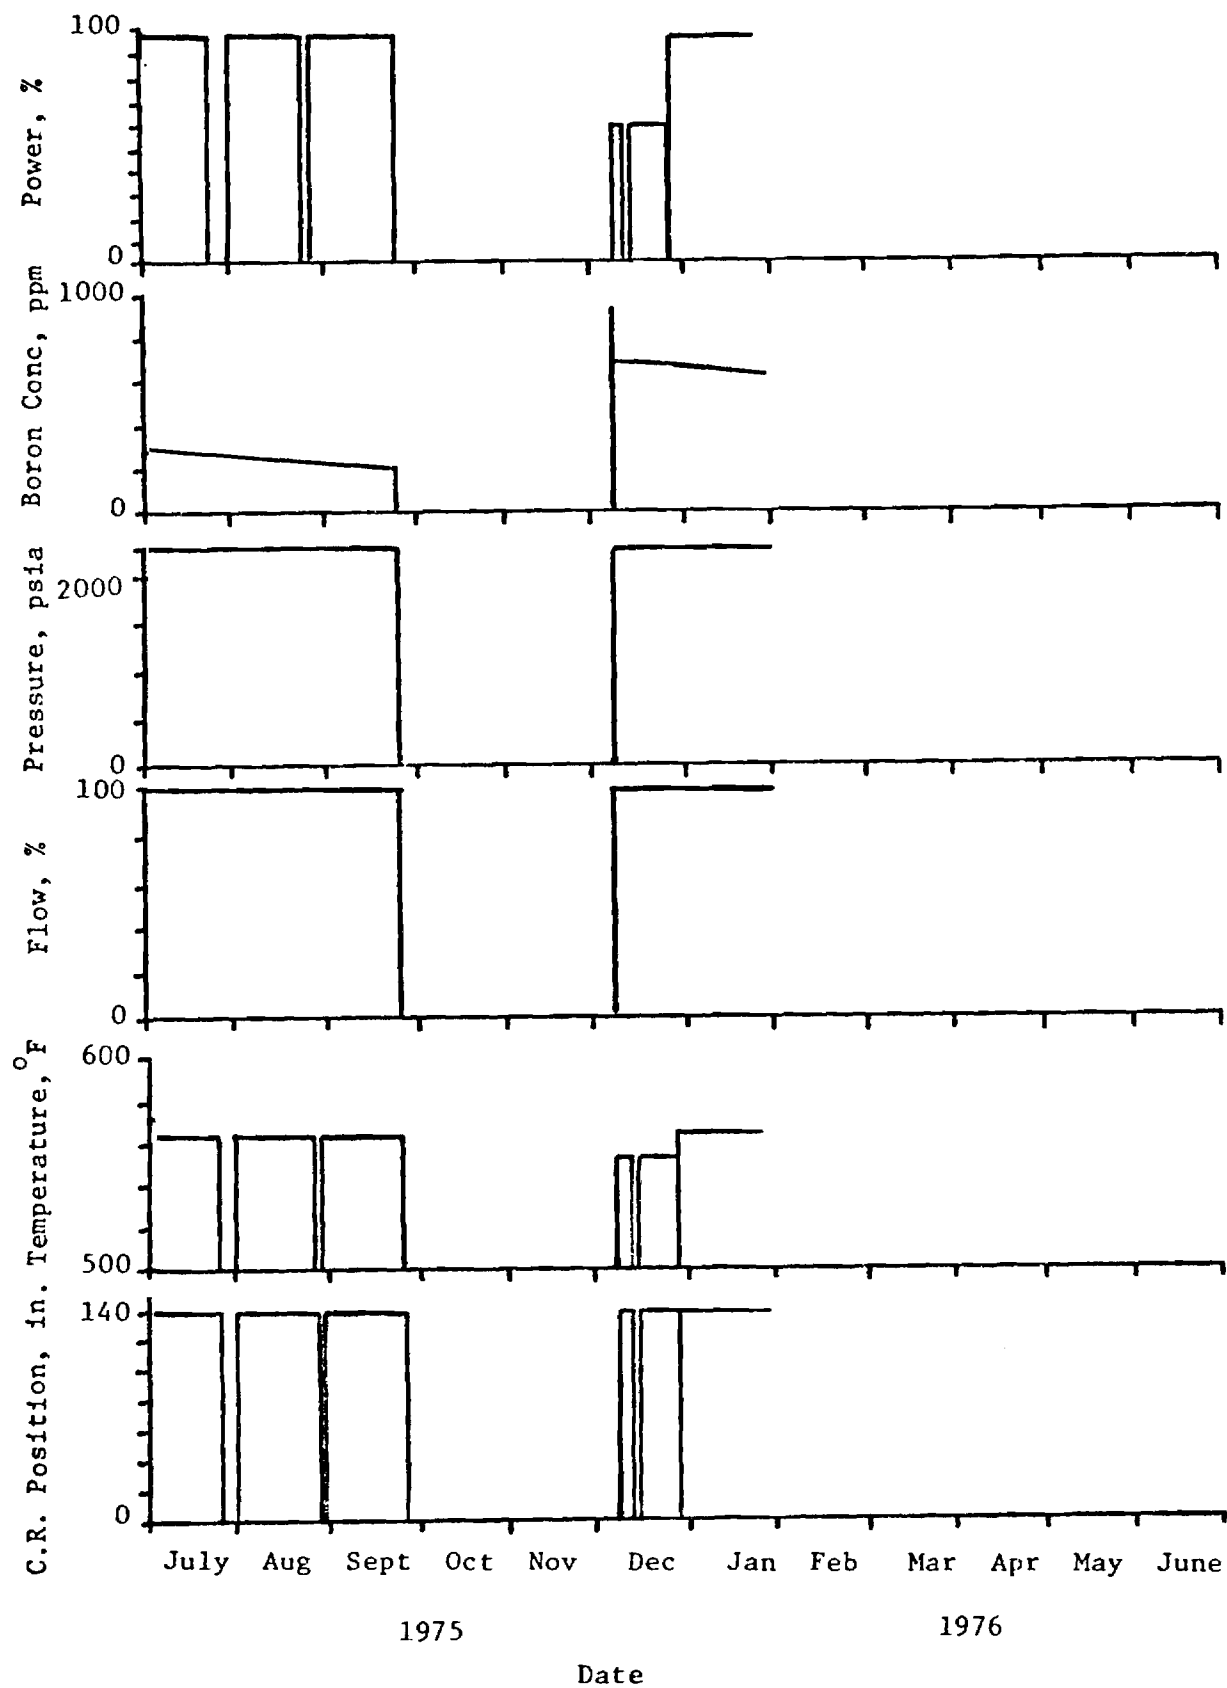 Power, %
100
0
Boron Conc, ppm
1000
0
Pressure, psia
2000
0
Flow, %
100
0
Temperature, °F
600
500
C.R. Position, in.
140
0
July Aug Sept Oct Nov Dec Jan Feb Mar Apr May June
1975 1976
Date